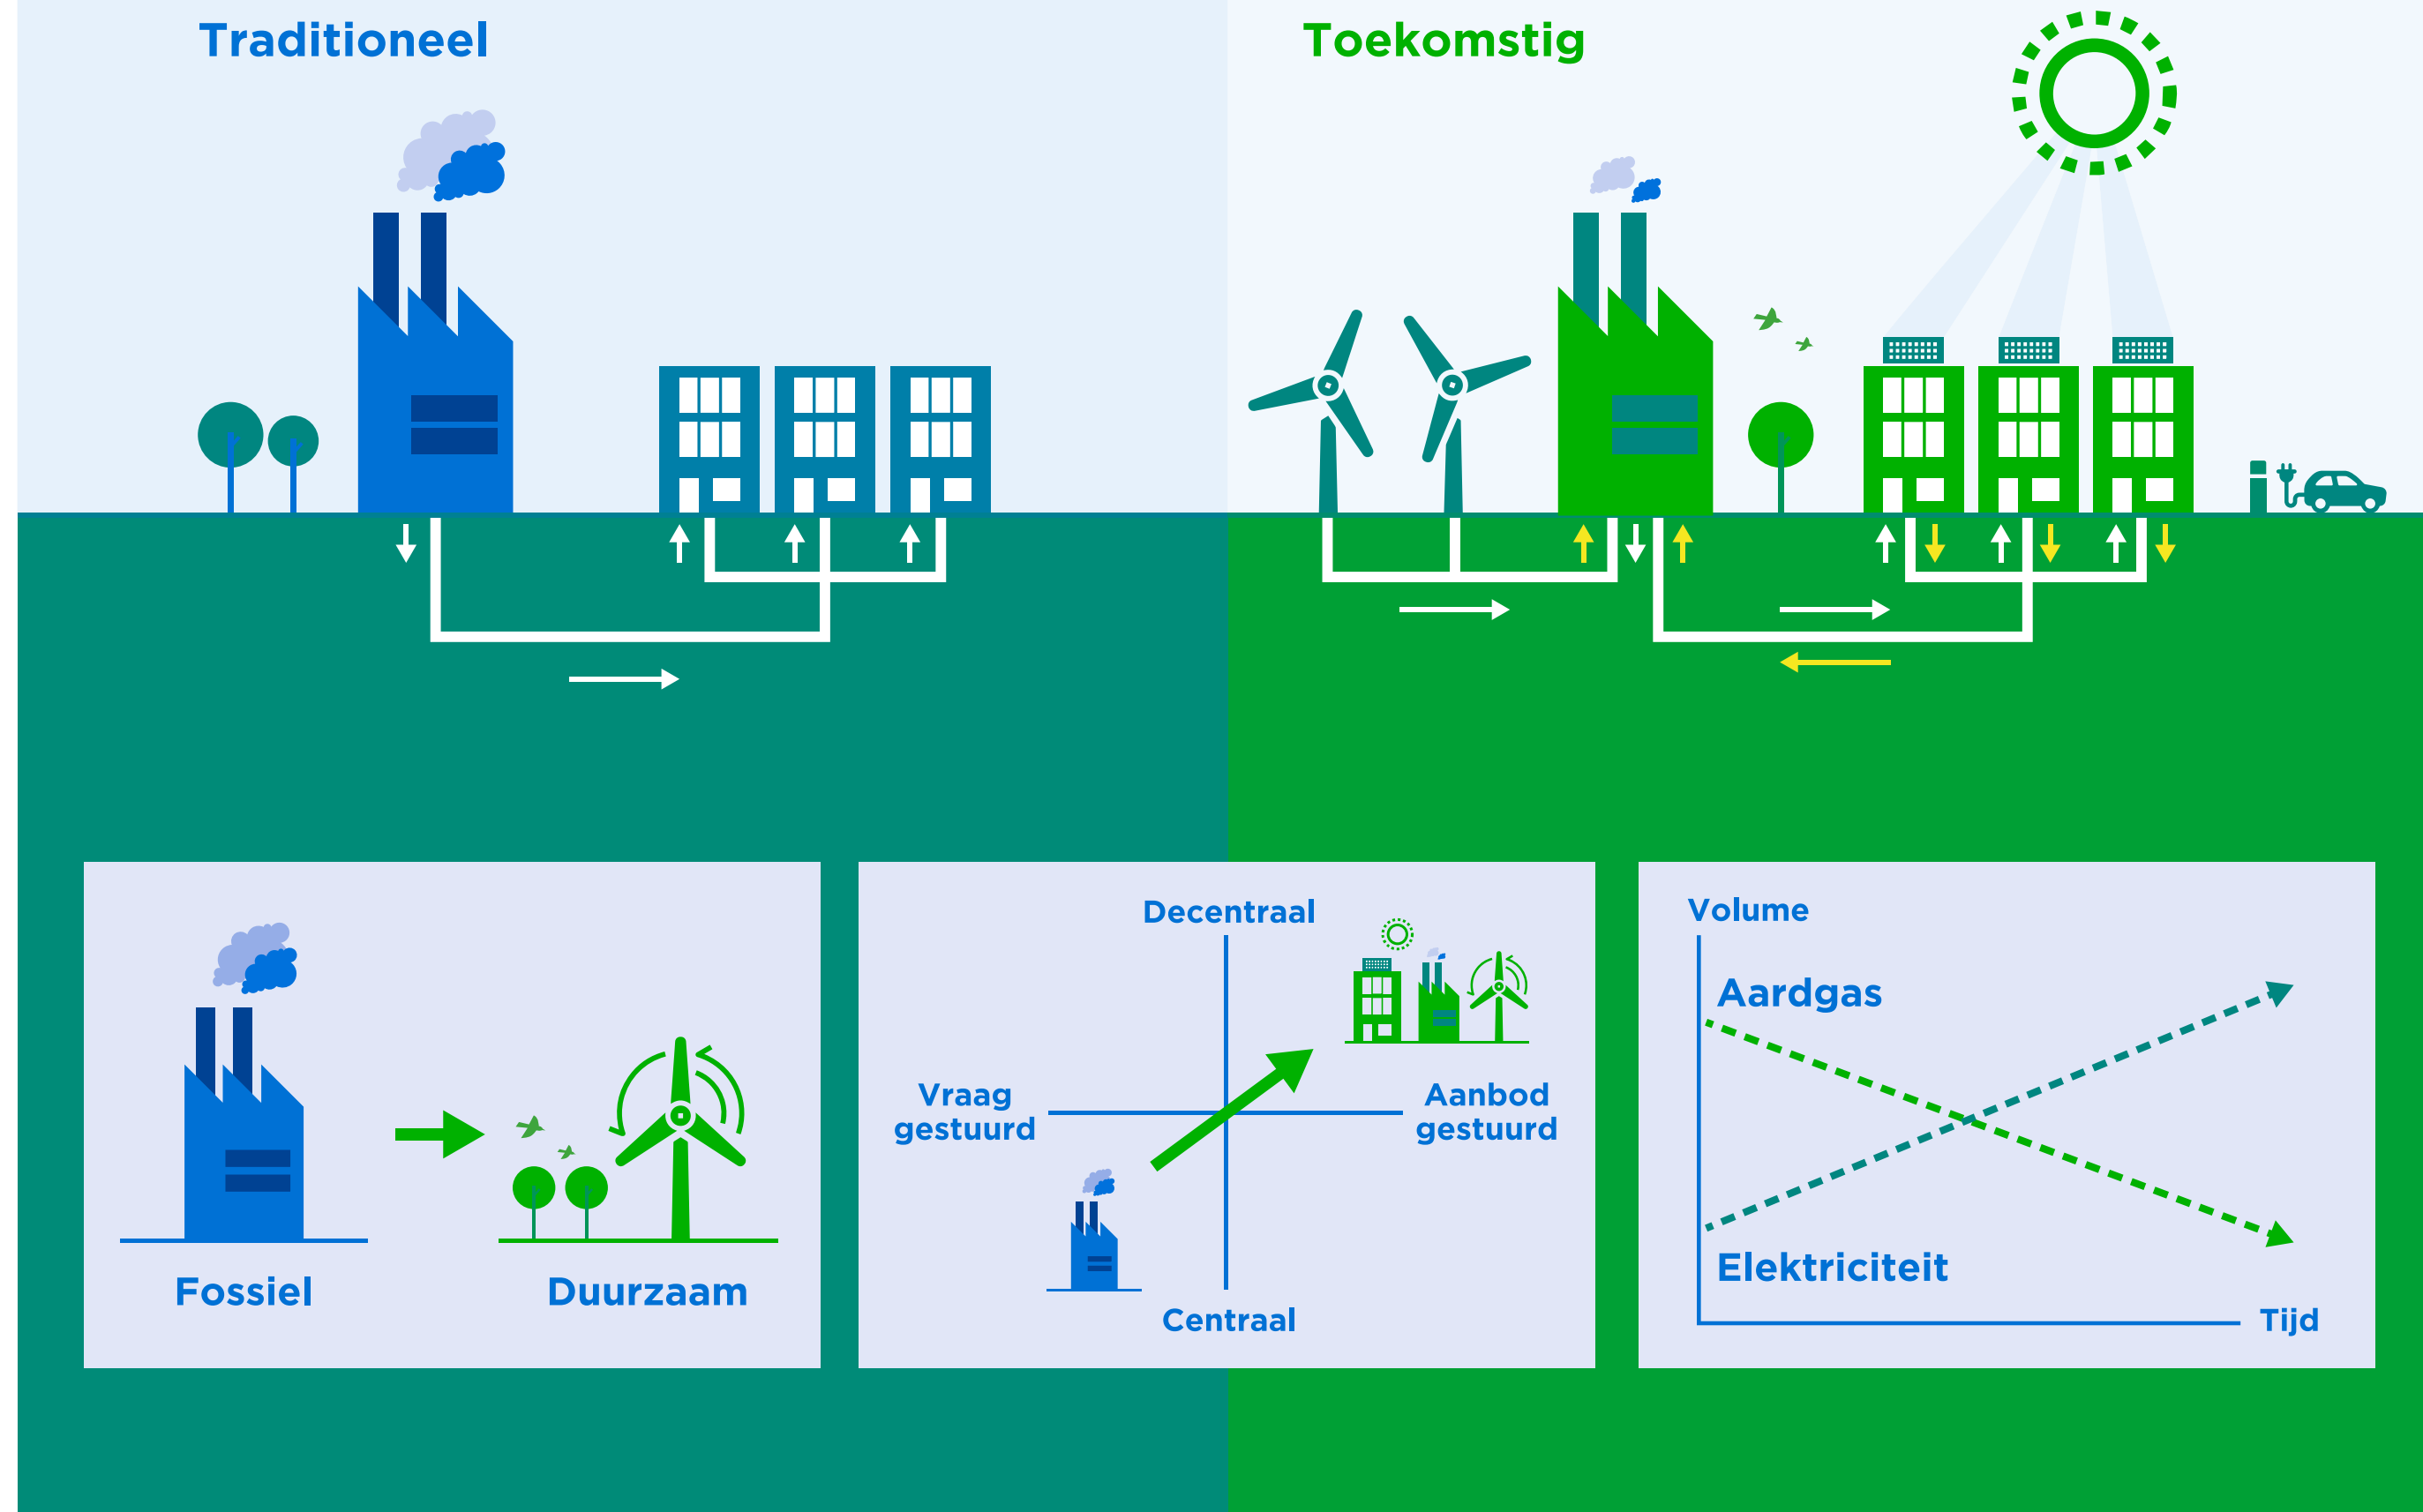 Traditioneel
Toekomstig
Fossiel
Duurzaam
Decentraal
Vraag
gestuurd
Aanbod
gestuurd
Centraal
Volume
Aardgas
Elektriciteit
Tijd